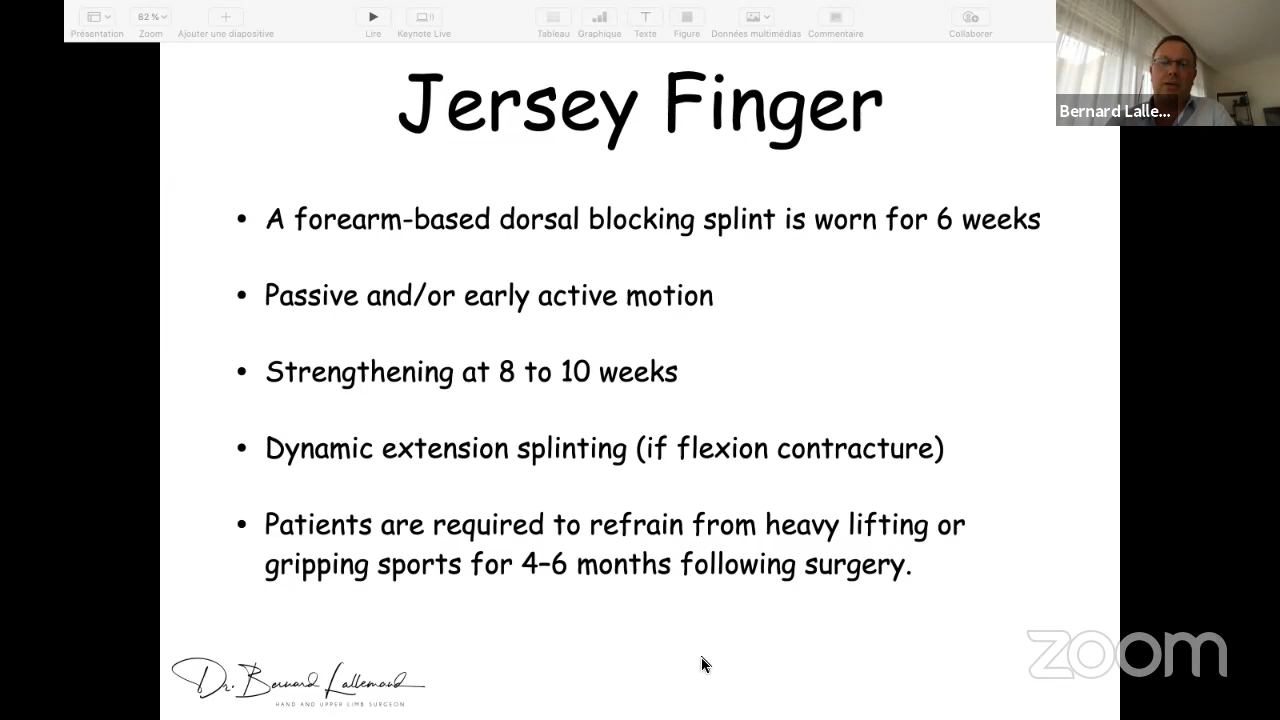 Présentation
82 %
Zoom
Ajouter une diapositive
Lire
Keynote Live
Tableau
Graphique
Texte
Figure
Données multimédias
Commentaire
Collaborer
Bernard Lalle...
Jersey Finger
• A forearm-based dorsal blocking splint is worn for 6 weeks
• Passive and/or early active motion
• Strengthening at 8 to 10 weeks
• Dynamic extension splinting (if flexion contracture)
• Patients are required to refrain from heavy lifting or
gripping sports for 4–6 months following surgery.
Dr. Bernard Lallemand
HAND AND UPPER LIMB SURGEON
zoom